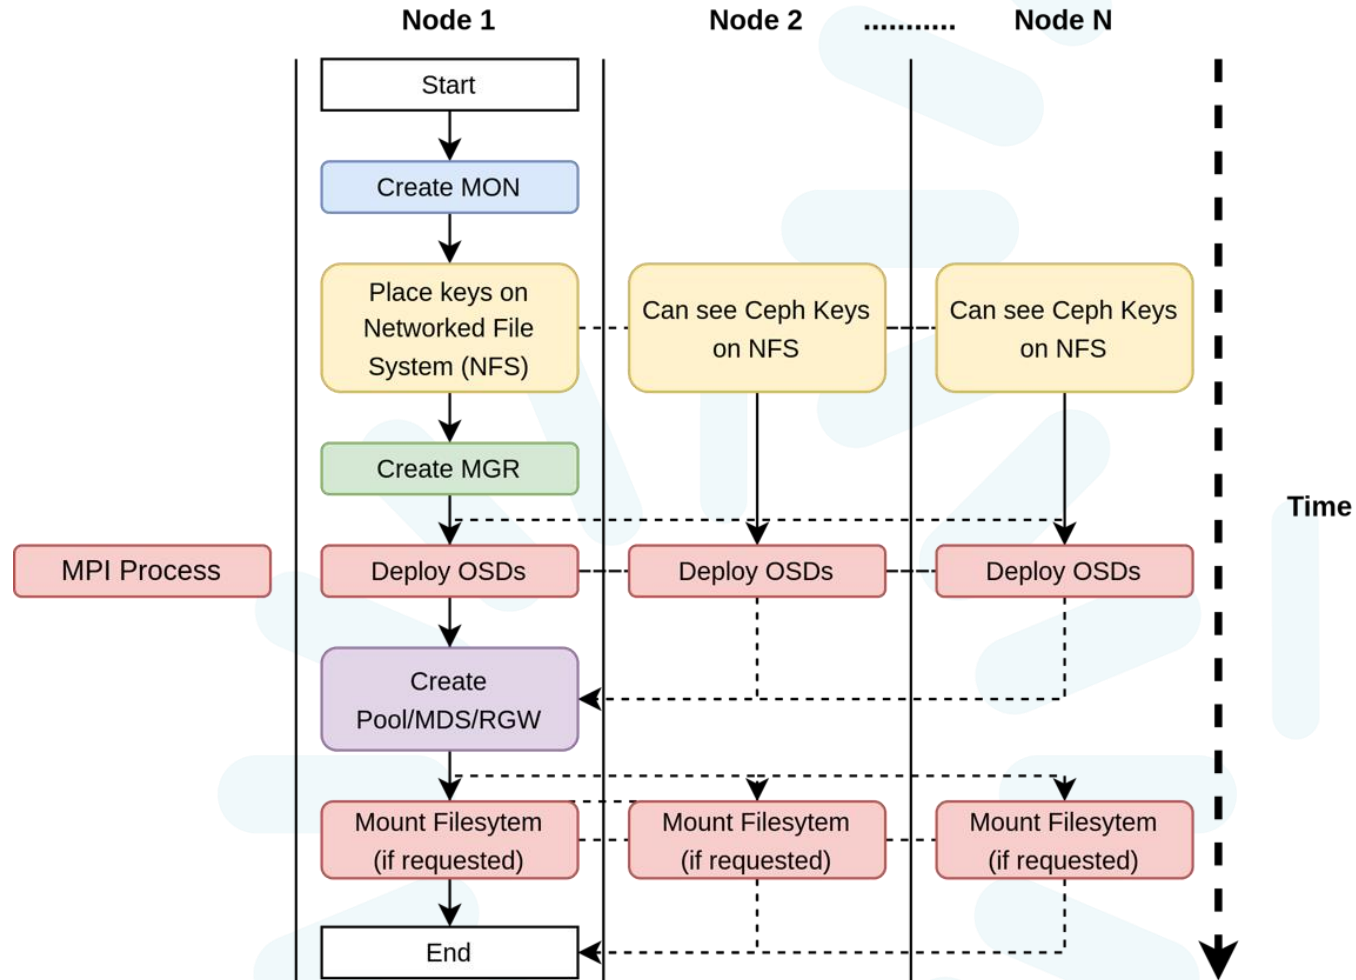 Node 1
Node 2
...........
Node N
Start
Create MON
Place keys on
Networked File
System (NFS)
Can see Ceph Keys
on NFS
Can see Ceph Keys
on NFS
Create MGR
Time
MPI Process
Deploy OSDs
Deploy OSDs
Deploy OSDs
Create
Pool/MDS/RGW
Mount Filesytem
(if requested)
Mount Filesytem
(if requested)
Mount Filesytem
(if requested)
End